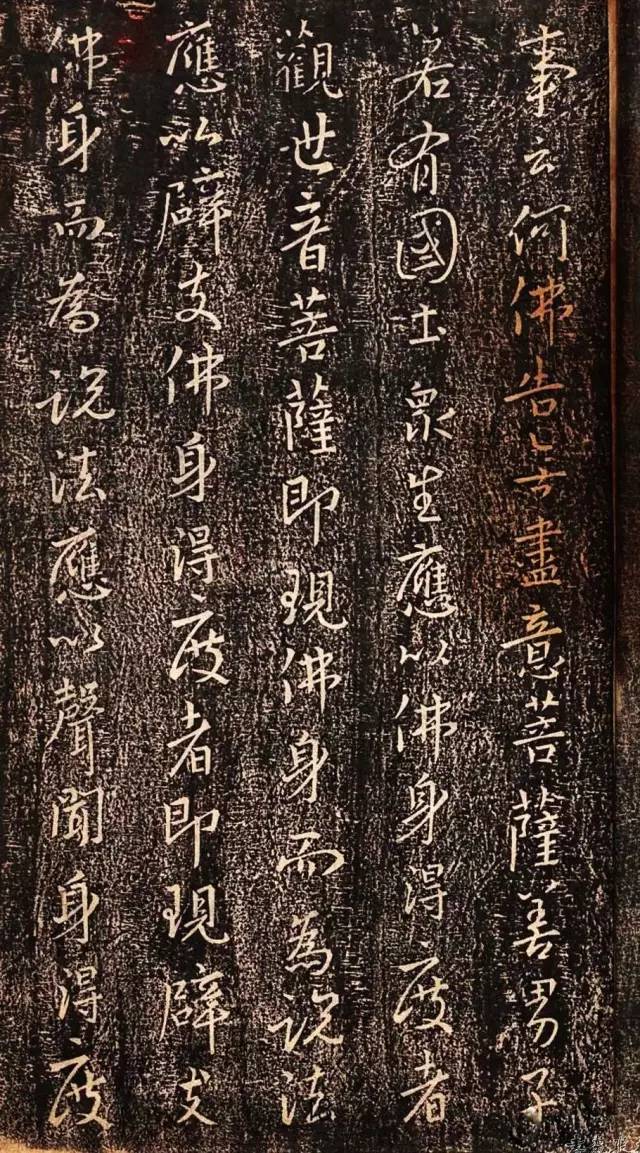 事云何佛告无盡意菩薩善男子
若有國土眾生應以佛身得度者
觀世音菩薩即現佛身而為說法
應以辟支佛身得度者即現辟支
佛身而為說法應以聲聞身得度